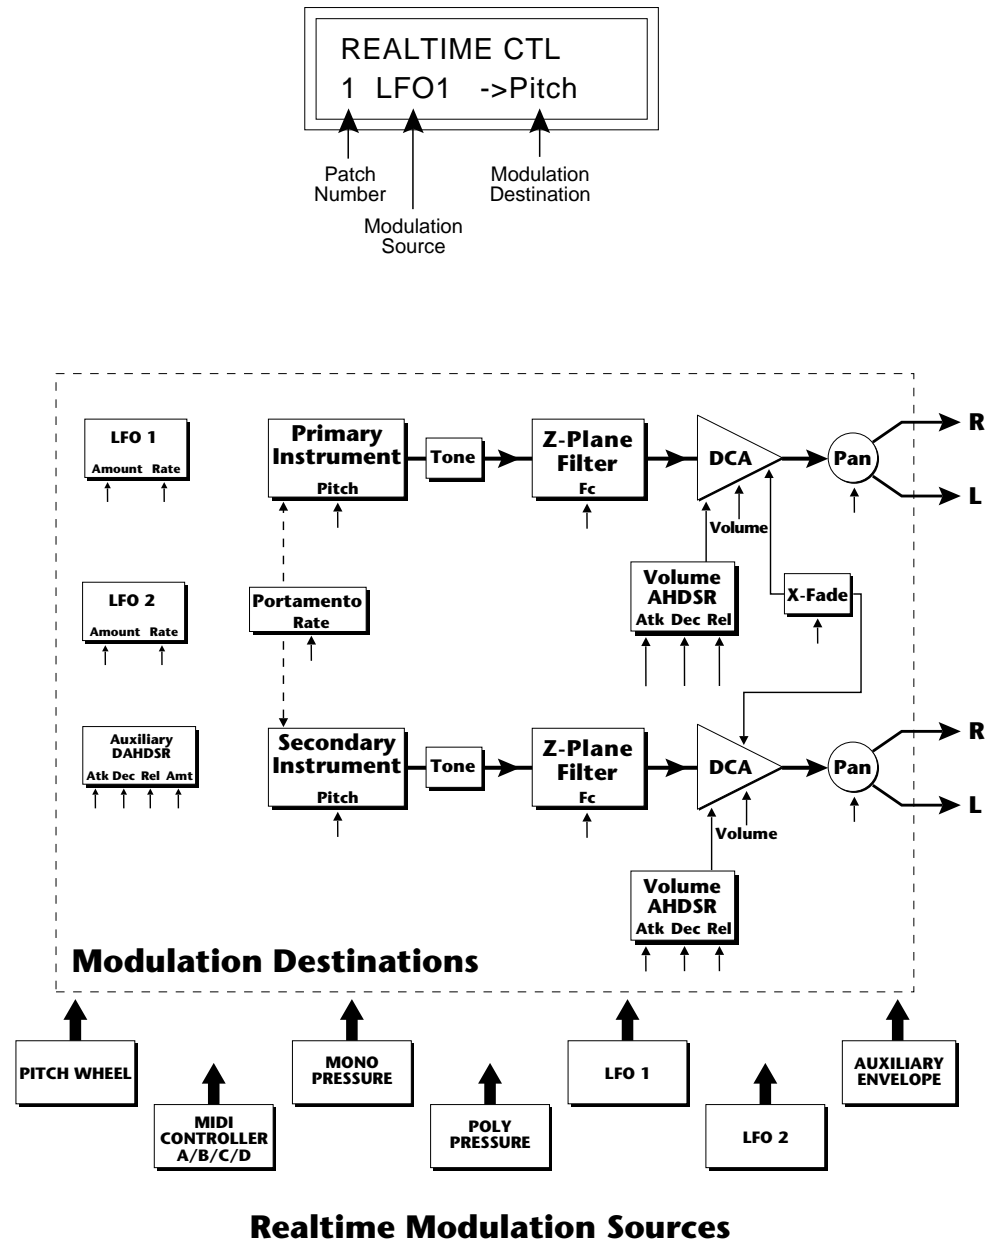 REALTIME CTL
1 LFO1 ->Pitch
Patch
Number
Modulation
Source
Modulation
Destination
LFO 1
Amount Rate
Primary
Instrument
Pitch
Tone
Z-Plane
Filter
Fc
DCA
Volume
Pan
R
L
Volume
AHDSR
Atk Dec Rel
X-Fade
LFO 2
Amount Rate
Portamento
Rate
Auxiliary
DAHDSR
Atk Dec Rel Amt
Secondary
Instrument
Pitch
Tone
Z-Plane
Filter
Fc
DCA
Volume
Pan
R
L
Volume
AHDSR
Atk Dec Rel
Modulation Destinations
PITCH WHEEL
MIDI
CONTROLLER
A/B/C/D
MONO
PRESSURE
POLY
PRESSURE
LFO 1
LFO 2
AUXILIARY
ENVELOPE
Realtime Modulation Sources